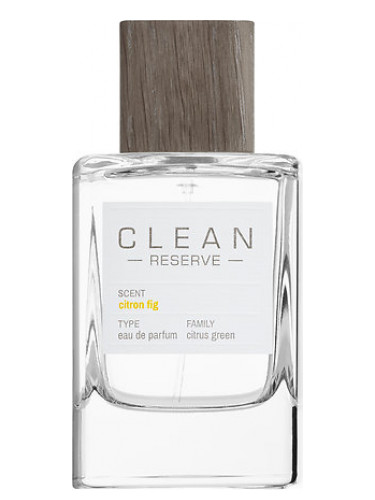 CLEAN
— RESERVE —
SCENT
citron fig
TYPE FAMILY
eau de parfum citrus green